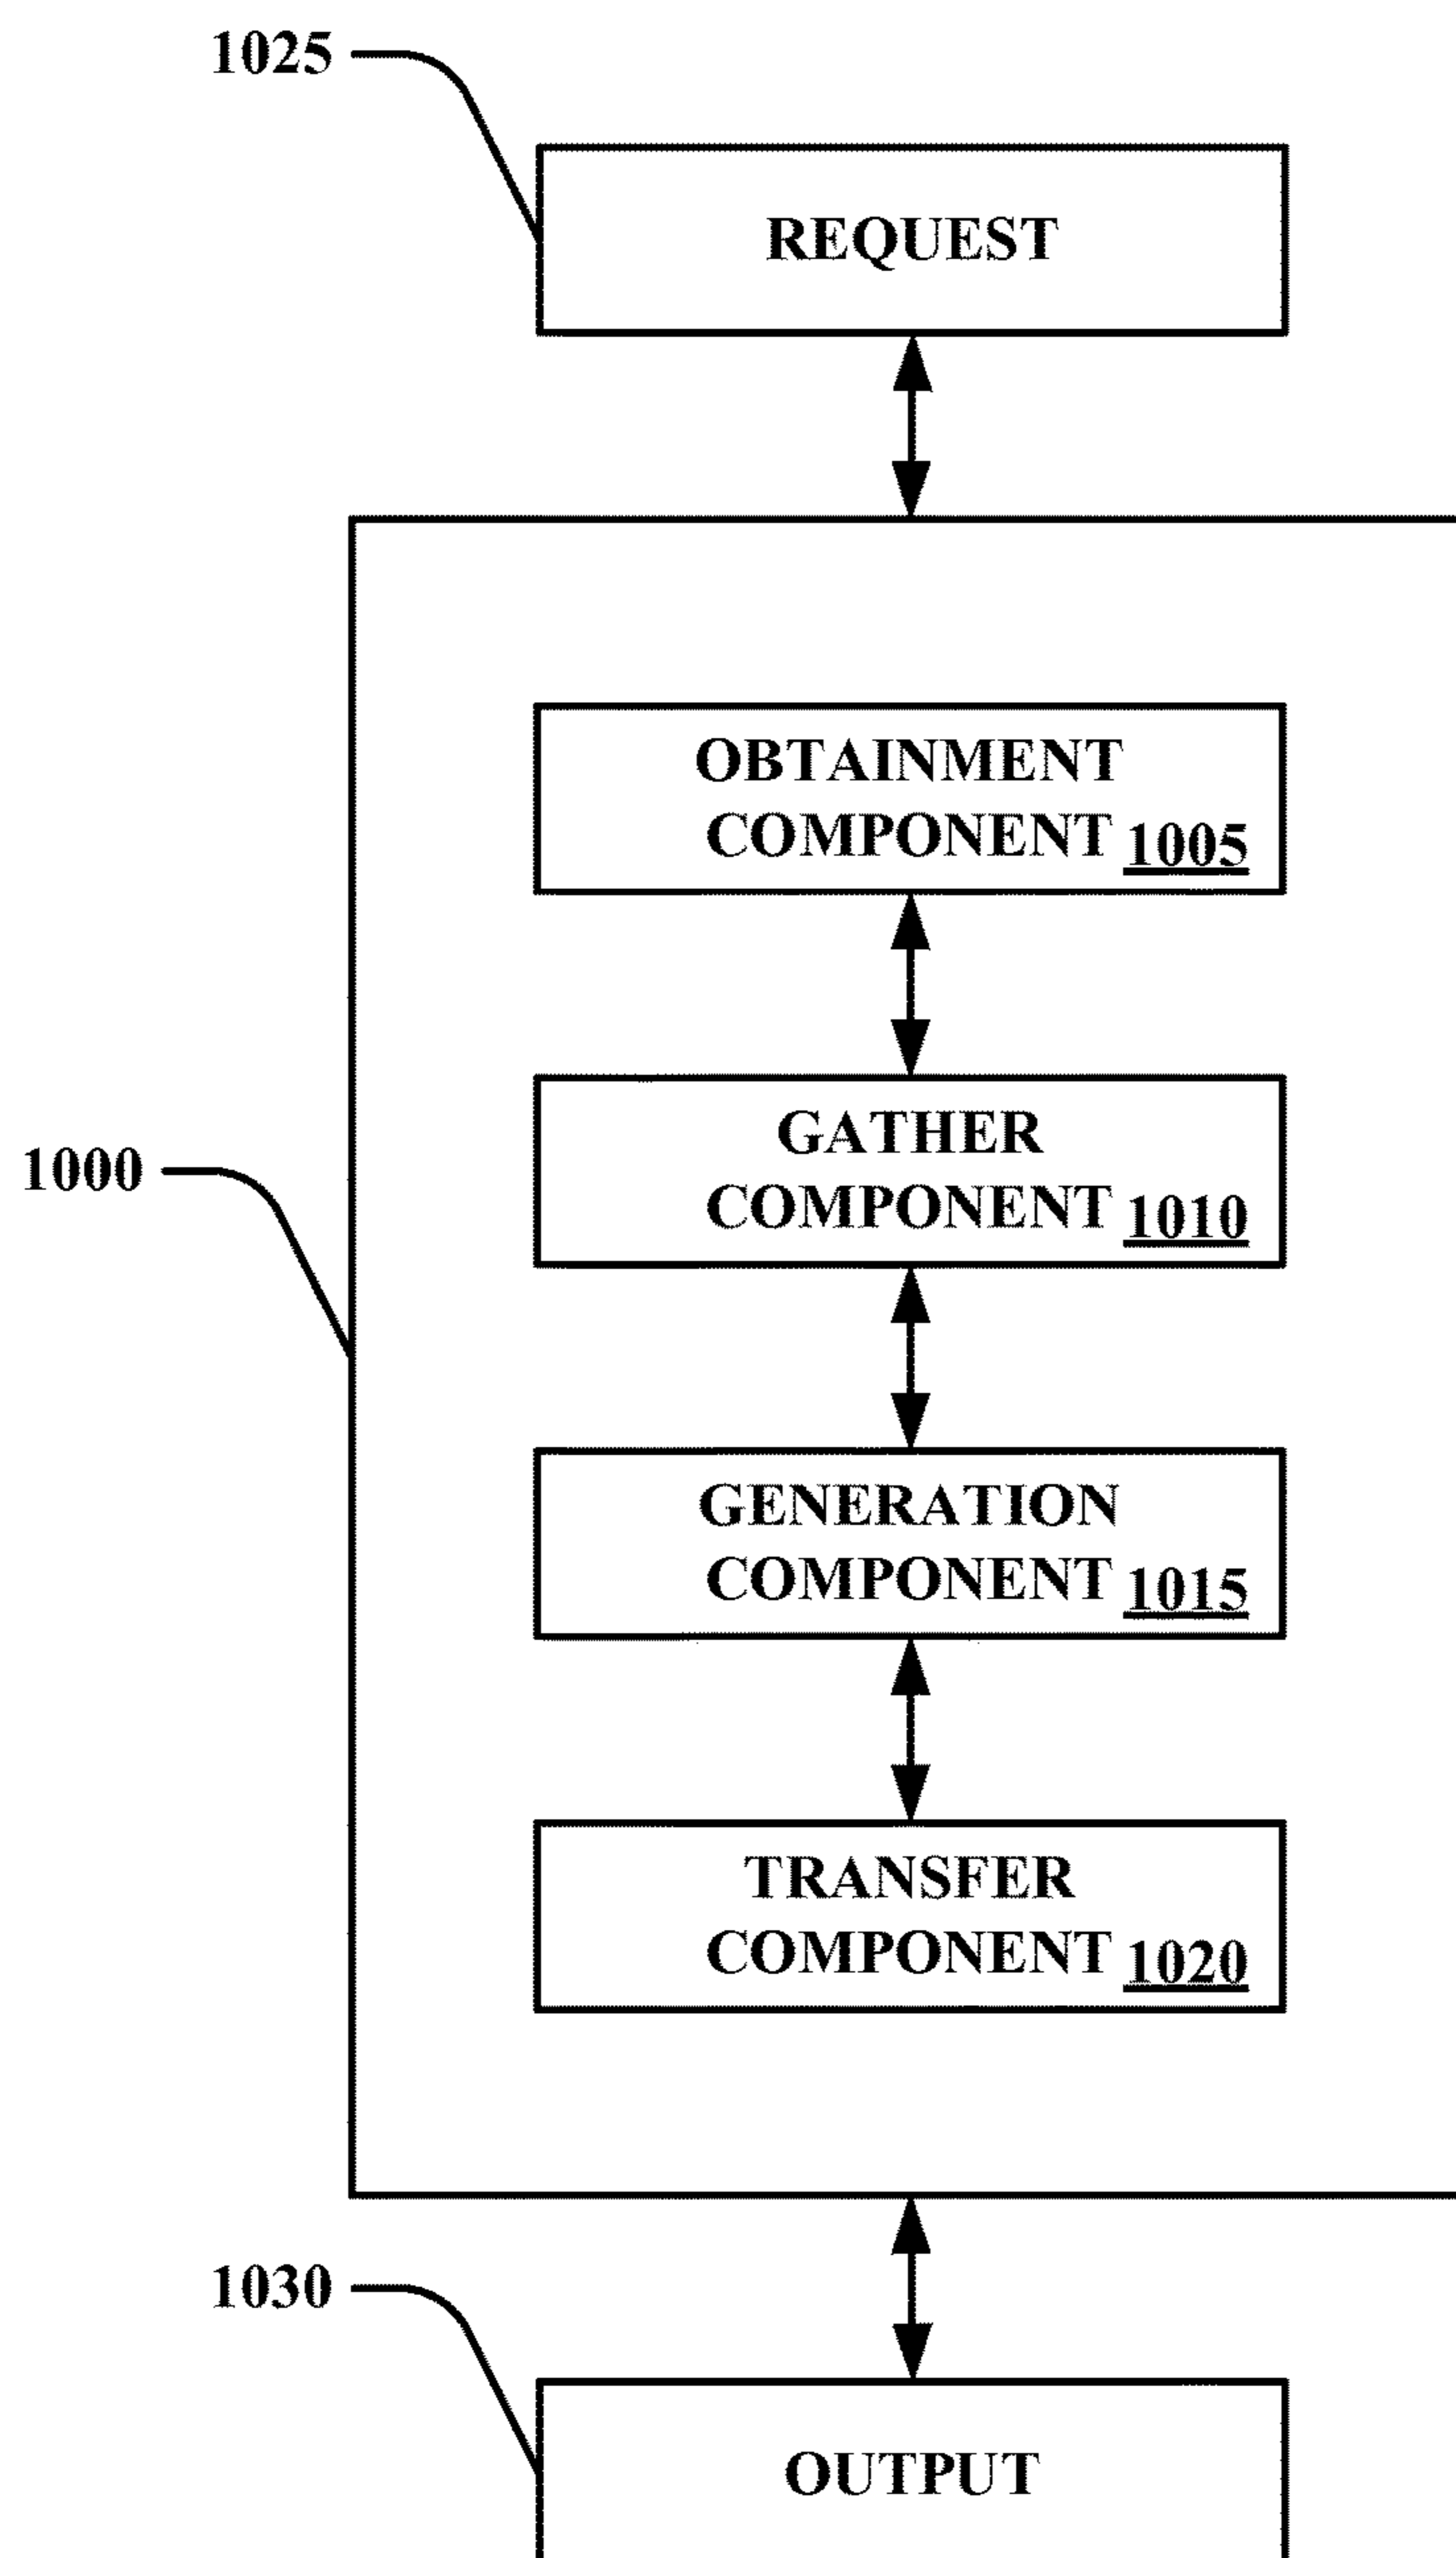 1025
REQUEST
OBTAINMENT
COMPONENT 1005
GATHER
COMPONENT 1010
1000
GENERATION
COMPONENT 1015
TRANSFER
COMPONENT 1020
1030
OUTPUT